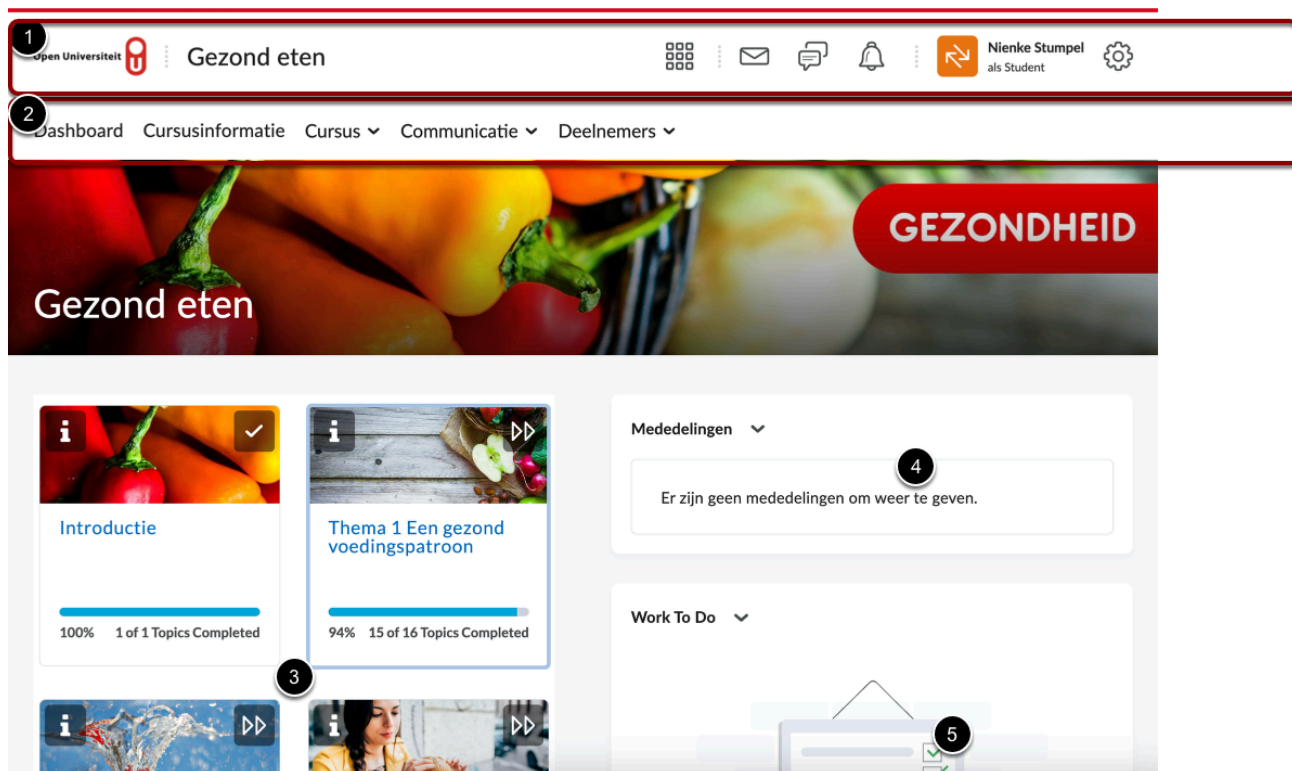 1
Open Universiteit
Gezond eten
Nienke Stumpel
als Student
2
Dashboard Cursusinformatie Cursus Communicatie Deelnemers
GEZONDHEID
Gezond eten
i
i
Introductie
Thema 1 Een gezond
voedingspatroon
100% 1 of 1 Topics Completed
94% 15 of 16 Topics Completed
3
i
i
Mededelingen
4
Er zijn geen mededelingen om weer te geven.
Work To Do
5